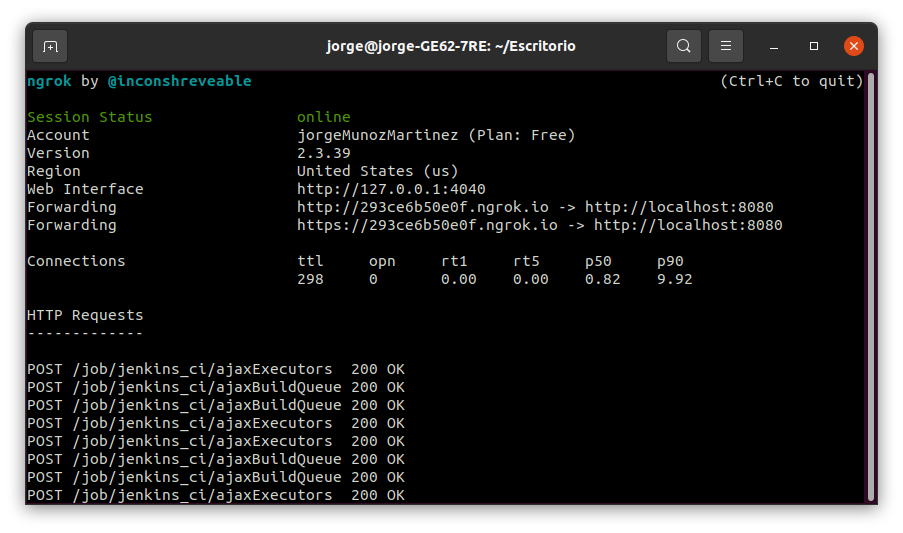 jorge@jorge-GE62-7RE: ~/Escritorio
ngrok by @inconshreveable (Ctrl+C to quit)
Session Status online
Account jorgeMunozMartinez (Plan: Free)
Version 2.3.39
Region United States (us)
Web Interface http://127.0.0.1:4040
Forwarding http://293ce6b50e0f.ngrok.io -> http://localhost:8080
Forwarding https://293ce6b50e0f.ngrok.io -> http://localhost:8080
Connections ttl opn rt1 rt5 p50 p90
298 0 0.00 0.00 0.82 9.92
HTTP Requests
-------------
POST /job/jenkins_ci/ajaxExecutors 200 OK
POST /job/jenkins_ci/ajaxBuildQueue 200 OK
POST /job/jenkins_ci/ajaxBuildQueue 200 OK
POST /job/jenkins_ci/ajaxExecutors 200 OK
POST /job/jenkins_ci/ajaxExecutors 200 OK
POST /job/jenkins_ci/ajaxBuildQueue 200 OK
POST /job/jenkins_ci/ajaxBuildQueue 200 OK
POST /job/jenkins_ci/ajaxExecutors 200 OK